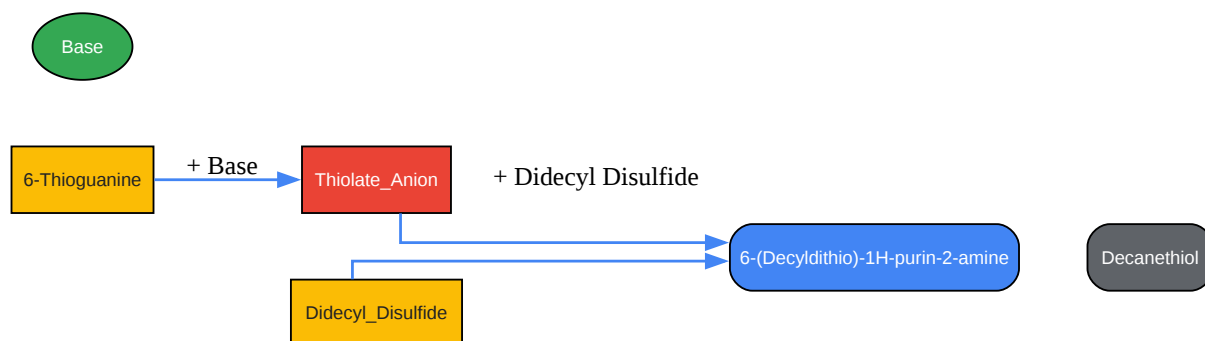 Base
6-Thioguanine
+ Base
Thiolate_Anion
+ Didecyl Disulfide
6-(Decyldithio)-1H-purin-2-amine
Decanethiol
Didecyl_Disulfide